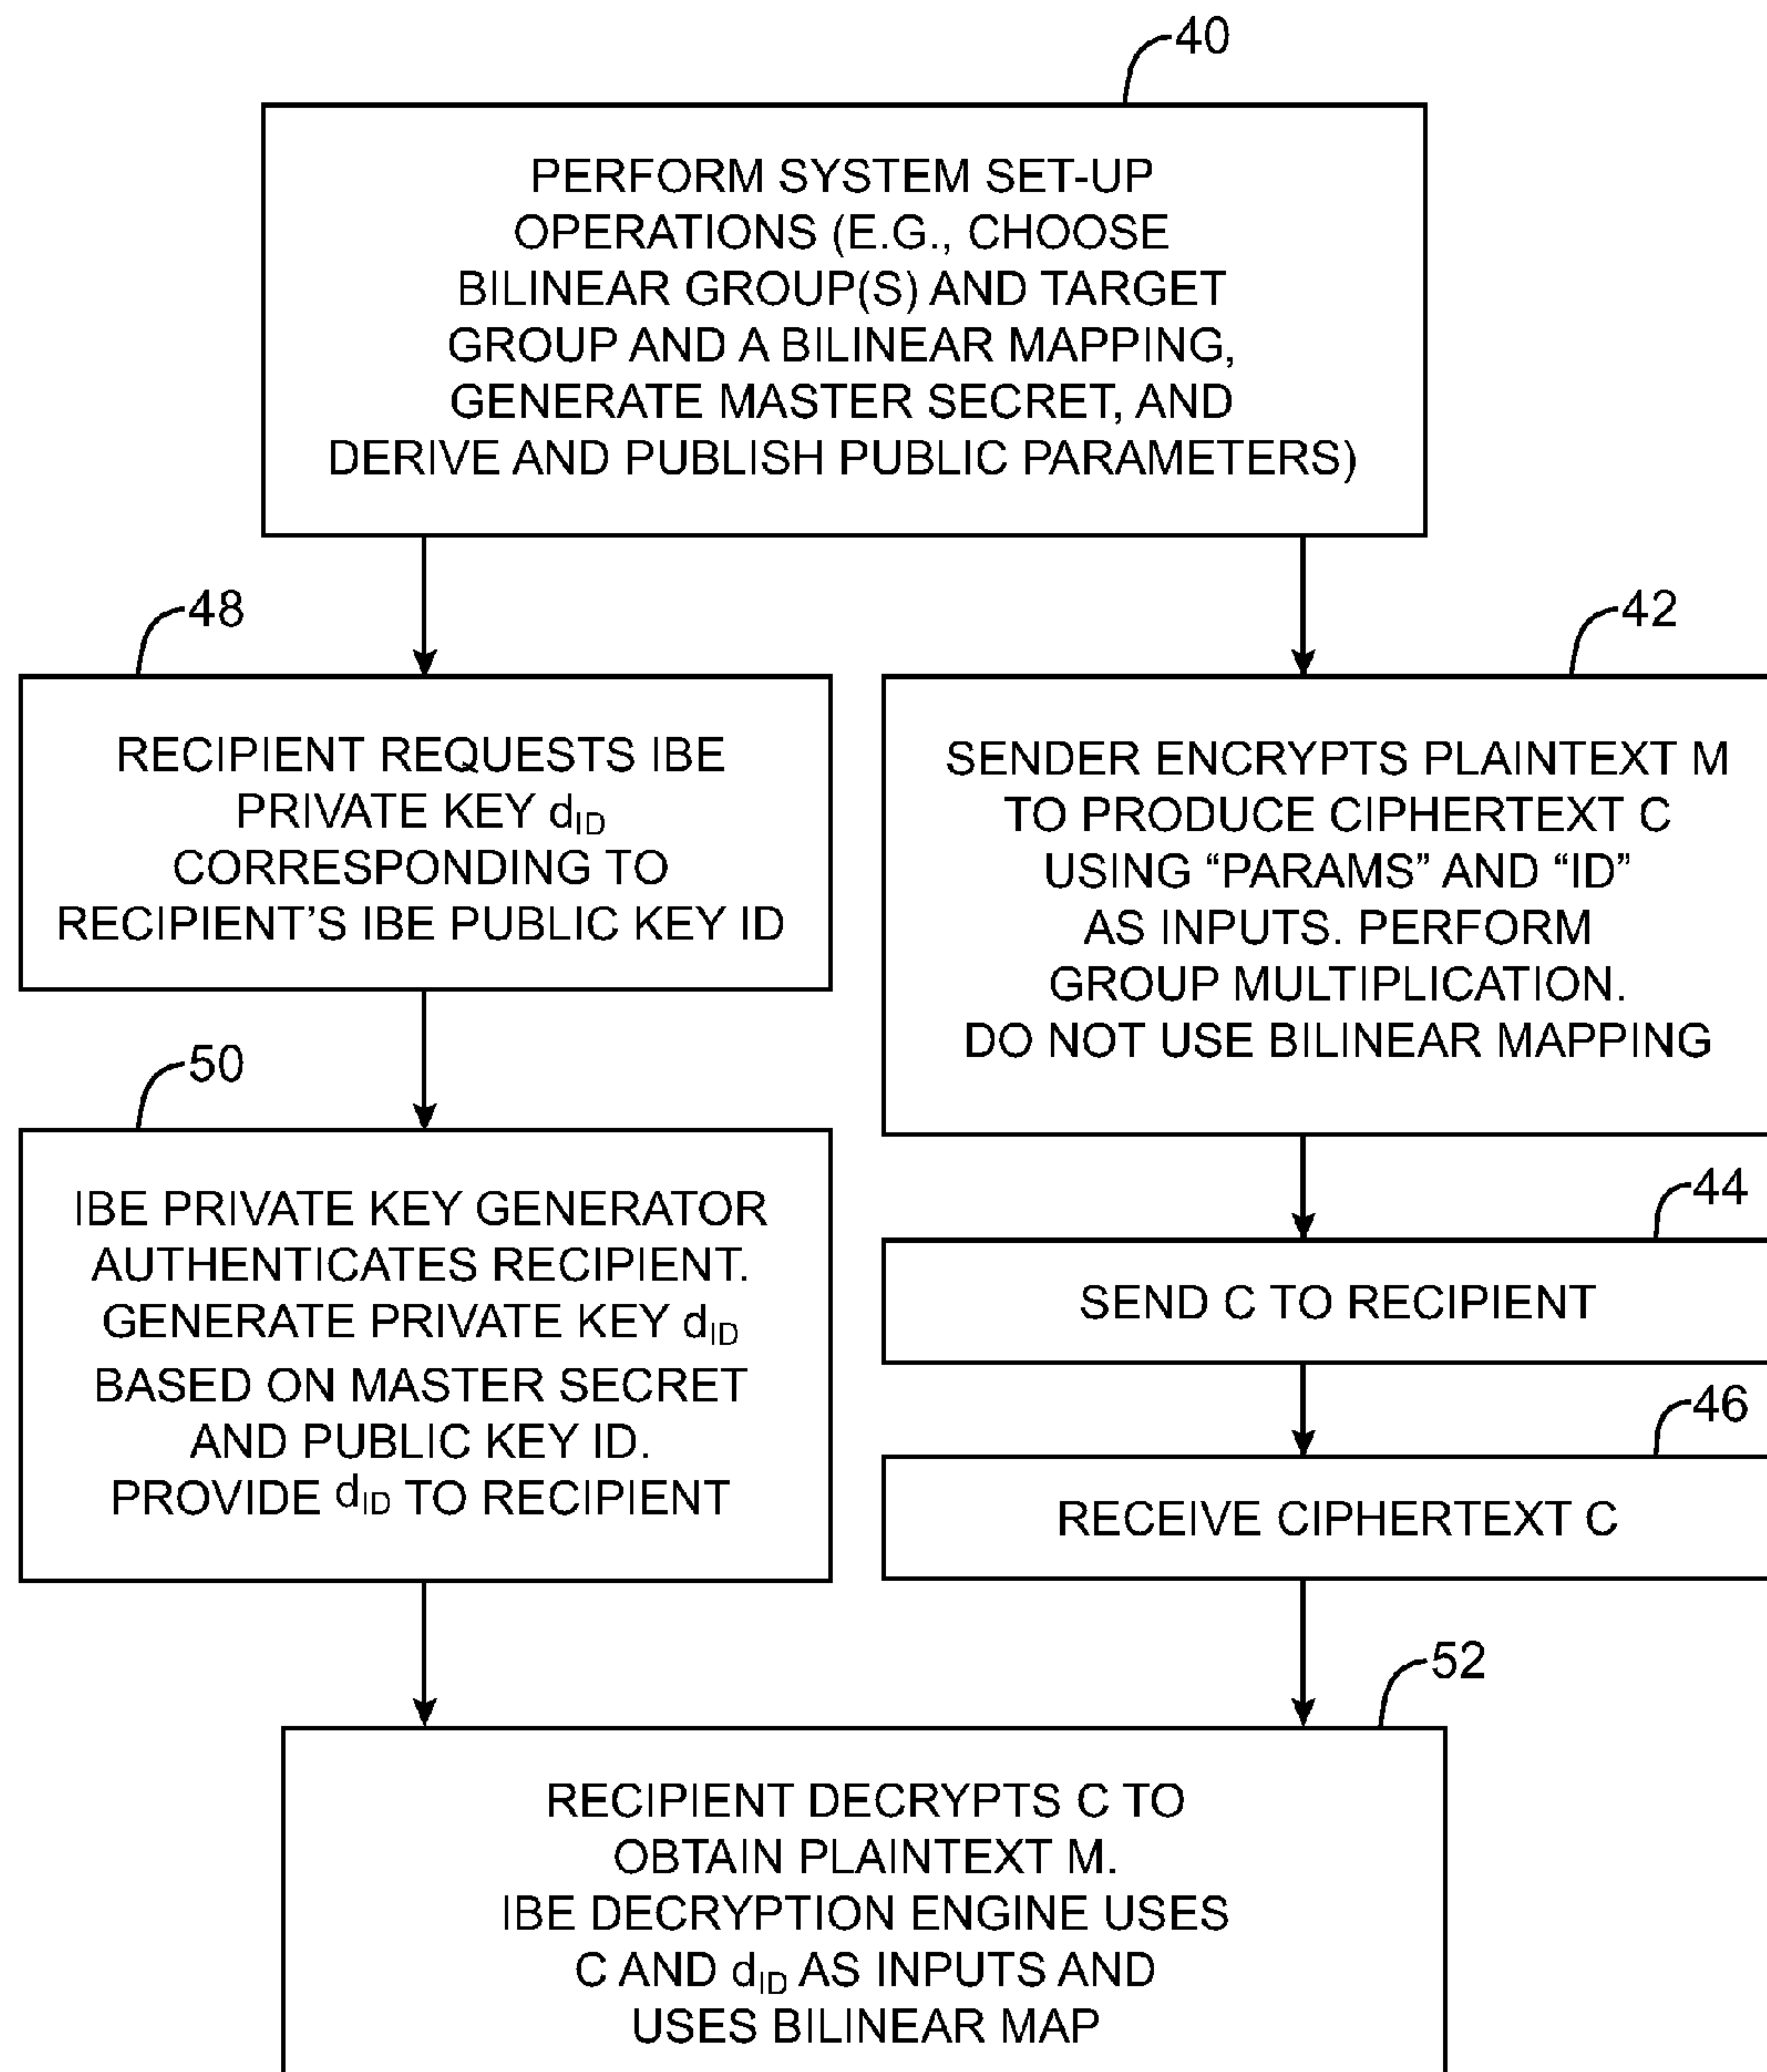 40
PERFORM SYSTEM SET-UP
OPERATIONS (E.G., CHOOSE
BILINEAR GROUP(S) AND TARGET
GROUP AND A BILINEAR MAPPING,
GENERATE MASTER SECRET, AND
DERIVE AND PUBLISH PUBLIC PARAMETERS)
48
RECIPIENT REQUESTS IBE
PRIVATE KEY dID
CORRESPONDING TO
RECIPIENT’S IBE PUBLIC KEY ID
50
IBE PRIVATE KEY GENERATOR
AUTHENTICATES RECIPIENT.
GENERATE PRIVATE KEY dID
BASED ON MASTER SECRET
AND PUBLIC KEY ID.
PROVIDE dID TO RECIPIENT
42
SENDER ENCRYPTS PLAINTEXT M
TO PRODUCE CIPHERTEXT C
USING “PARAMS” AND “ID”
AS INPUTS. PERFORM
GROUP MULTIPLICATION.
DO NOT USE BILINEAR MAPPING
44
SEND C TO RECIPIENT
46
RECEIVE CIPHERTEXT C
52
RECIPIENT DECRYPTS C TO
OBTAIN PLAINTEXT M.
IBE DECRYPTION ENGINE USES
C AND dID AS INPUTS AND
USES BILINEAR MAP